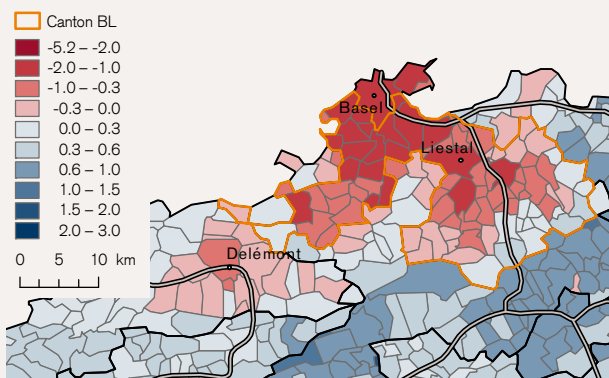 Canton BL
-5.2 – -2.0
-2.0 – -1.0
-1.0 – -0.3
-0.3 – 0.0
0.0 – 0.3
0.3 – 0.6
0.6 – 1.0
1.0 – 1.5
1.5 – 2.0
2.0 – 3.0
0 5 10 km
Basel
Liestal
Delémont